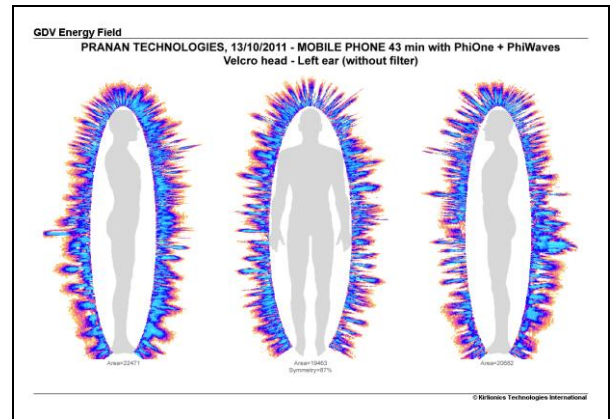 GDV Energy Field
PRANAN TECHNOLOGIES, 13/10/2011 - MOBILE PHONE 43 min with PhiOne + PhiWaves
Velcro head - Left ear (without filter)
Area=22471
Area=19463
Symmetry=87%
Area=20552
© Kirlionics Technologies International